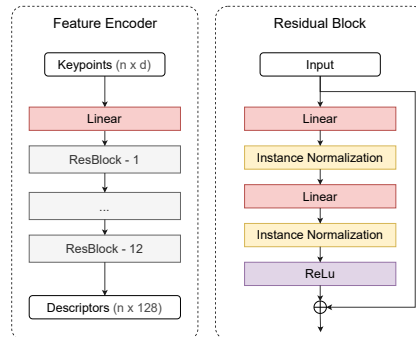 Feature Encoder
Keypoints (n x d)
Linear
ResBlock - 1
...
ResBlock - 12
Descriptors (n x 128)
Residual Block
Input
Linear
Instance Normalization
Linear
Instance Normalization
ReLu